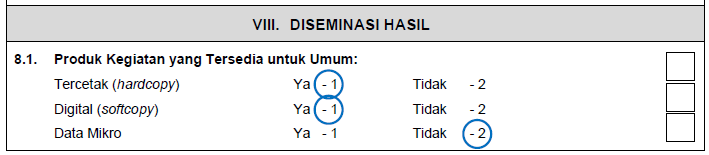 VIII. DISEMINASI HASIL
8.1. Produk Kegiatan yang Tersedia untuk Umum:
Tercetak (hardcopy) Ya - 1 Tidak - 2
Digital (softcopy) Ya - 1 Tidak - 2
Data Mikro Ya - 1 Tidak - 2